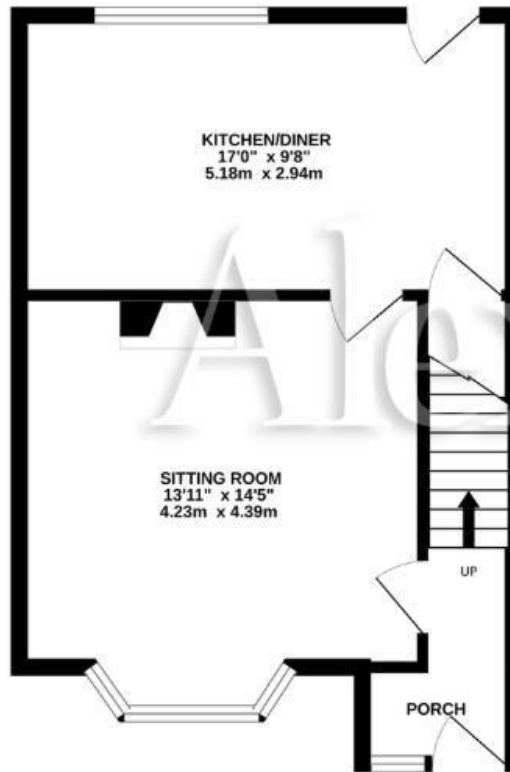 KITCHEN/DINER
17'0" x 9'8"
5.18m x 2.94m
SITTING ROOM
13'11" x 14'5"
4.23m x 4.39m
UP
PORCH